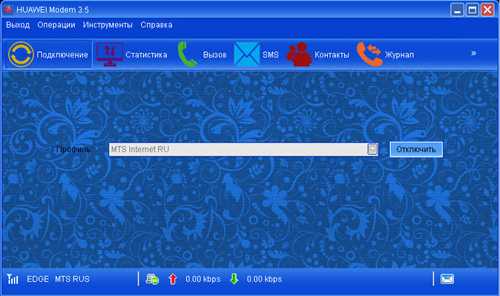 HUAWEI Modem 3.5
Выход Операции Инструменты Справка
Подключение Статистика Вызов SMS Контакты Журнал »
Профиль: MTS Internet RU Отключить
EDGE MTS RUS 0.00 kbps 0.00 kbps